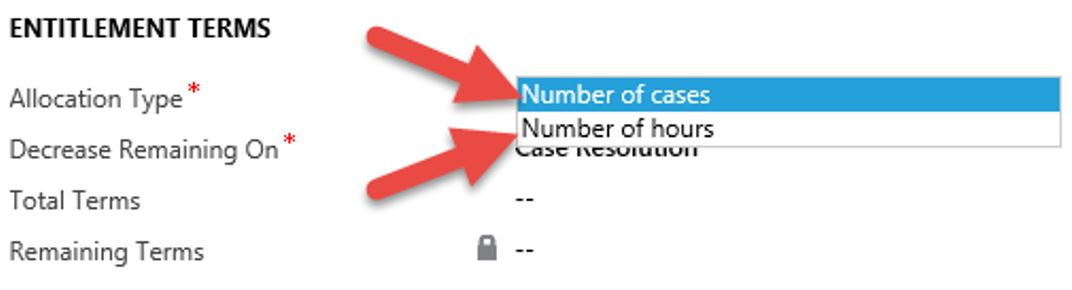 ENTITLEMENT TERMS
Allocation Type *
Number of cases
Number of hours
Decrease Remaining On *
Case Resolution
Total Terms --
Remaining Terms --